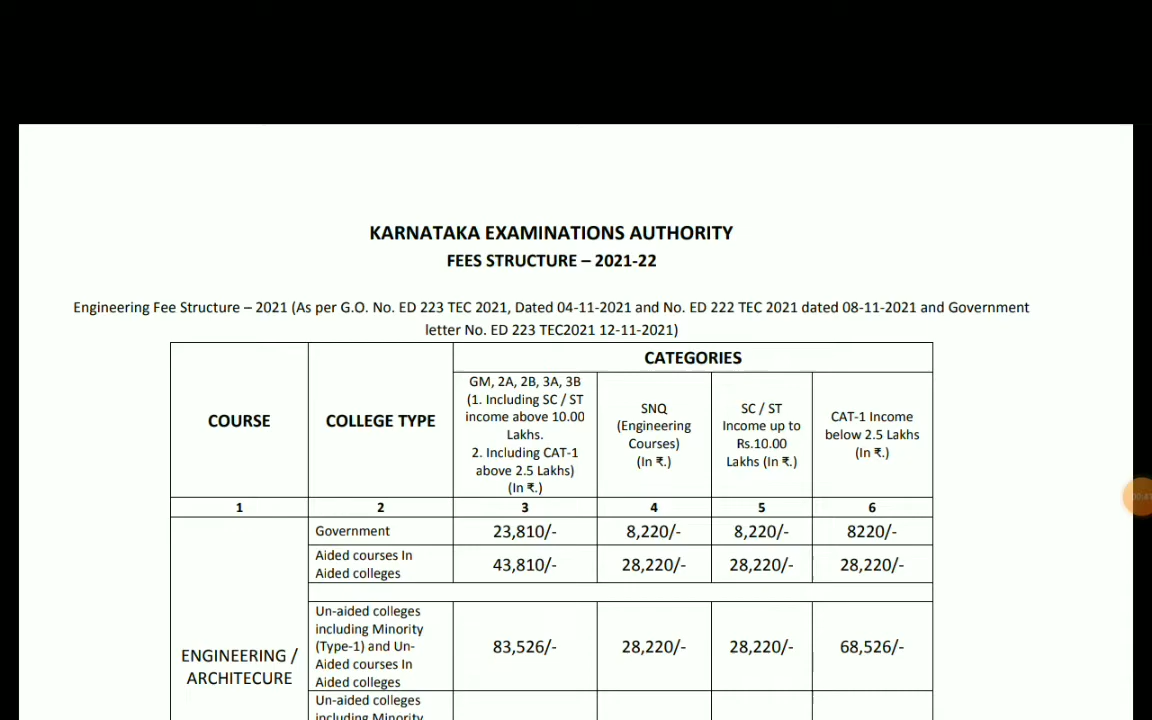 KARNATAKA EXAMINATIONS AUTHORITY
FEES STRUCTURE – 2021-22
Engineering Fee Structure – 2021 (As per G.O. No. ED 223 TEC 2021, Dated 04-11-2021 and No. ED 222 TEC 2021 dated 08-11-2021 and Government
letter No. ED 223 TEC2021 12-11-2021)
COURSE
COLLEGE TYPE
CATEGORIES
GM, 2A, 2B, 3A, 3B
(1. Including SC / ST
income above 10.00
Lakhs.
2. Including CAT-1
above 2.5 Lakhs)
(In ₹.)
SNQ
(Engineering
Courses)
(In ₹.)
SC / ST
Income up to
Rs.10.00
Lakhs (In ₹.)
CAT-1 Income
below 2.5 Lakhs
(In ₹.)
1 2 3 4 5 6
ENGINEERING /
ARCHITECURE
Government
23,810/- 8,220/- 8,220/- 8220/-
Aided courses In
Aided colleges
43,810/- 28,220/- 28,220/- 28,220/-
Un-aided colleges
including Minority
(Type-1) and Un-
Aided courses In
Aided colleges
83,526/- 28,220/- 28,220/- 68,526/-
Un-aided colleges
including Minority